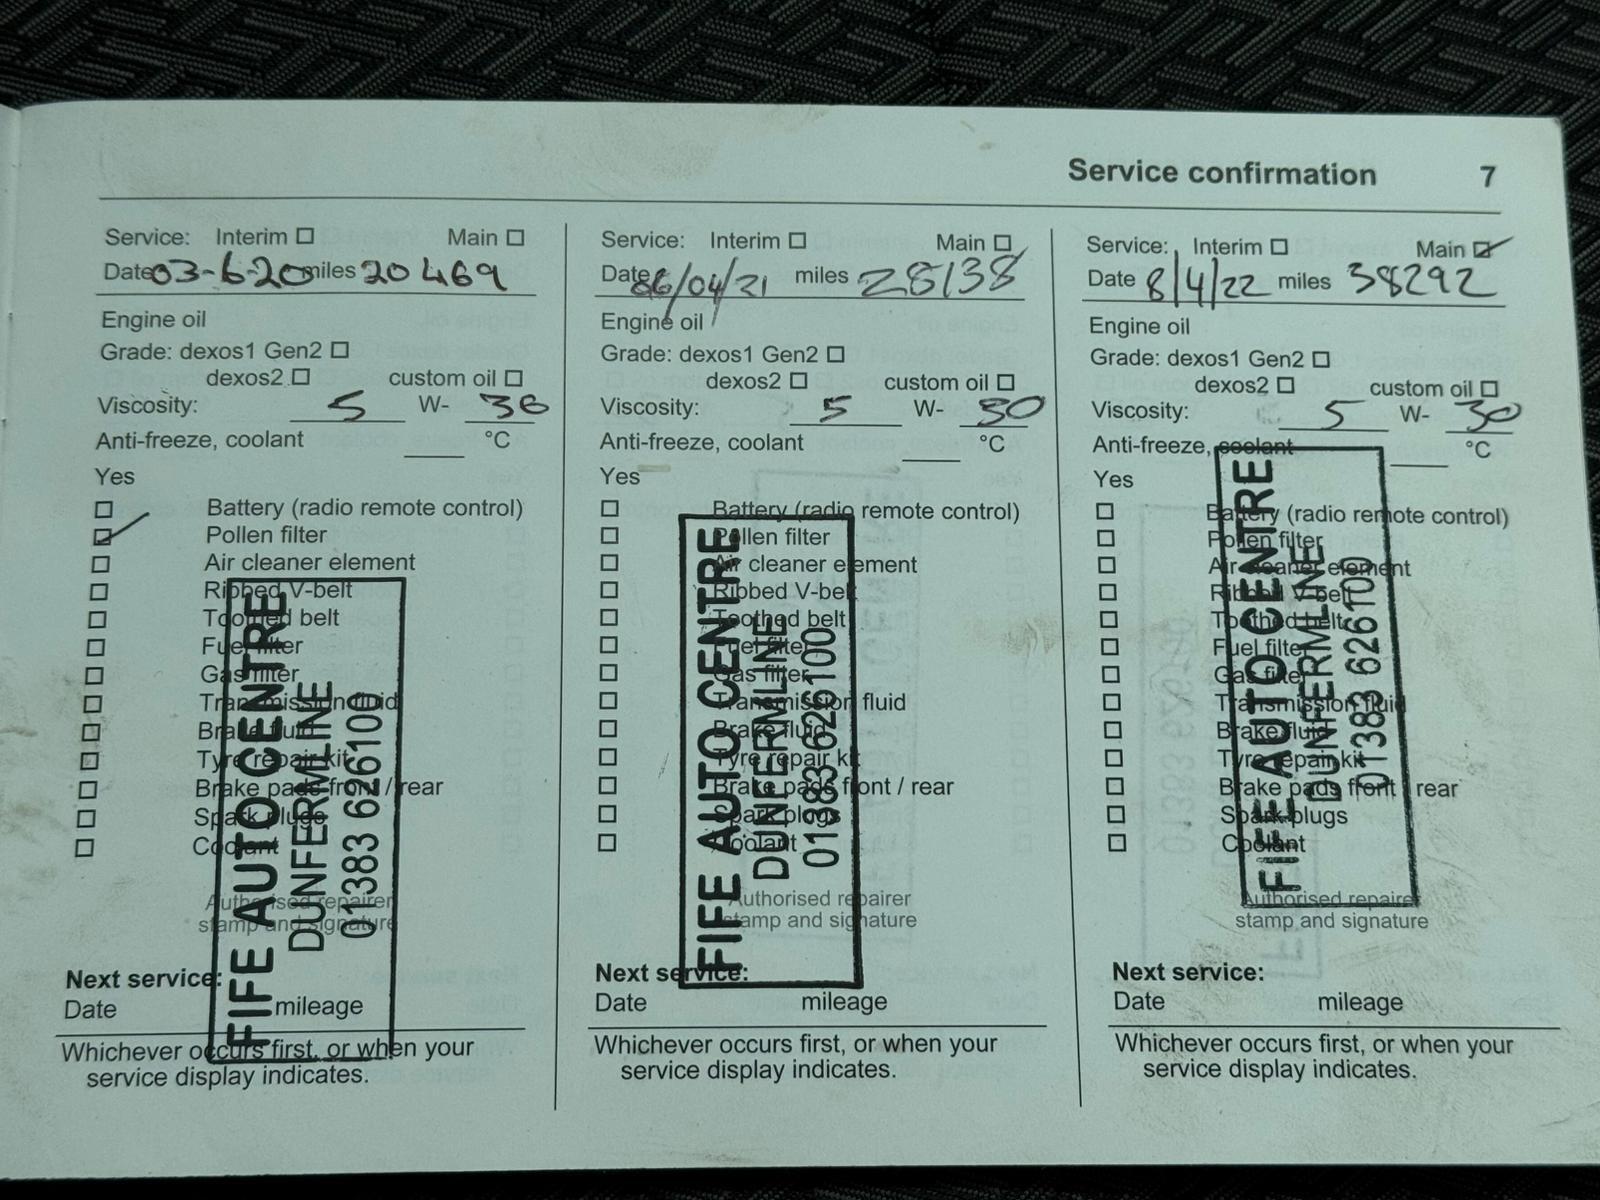 Service confirmation 7
Service: Interim ☐ Main ☐
Date 03-6-20 miles 20469
Engine oil
Grade: dexos1 Gen2 ☐
dexos2 ☐ custom oil ☐
Viscosity: 5 W- 30
Anti-freeze, coolant °C
Yes
☐ Battery (radio remote control)
☑ Pollen filter
☐ Air cleaner element
☐ Ribbed V-belt
☐ Toothed belt
☐ Fuel filter
☐ Gas filter
☐ Transmission fluid
☐ Brake fluid
☐ Tyre repair kit
☐ Brake pads front / rear
☐ Spark plugs
☐ Coolant
Authorised repairer
stamp and signature
FIFE AUTO CENTRE
DUNFERMLINE
01383 626100
Next service:
Date mileage
Whichever occurs first, or when your
service display indicates.
Service: Interim ☐ Main ☑
Date 06/04/21 miles 28138
Engine oil
Grade: dexos1 Gen2 ☐
dexos2 ☐ custom oil ☐
Viscosity: 5 W- 30
Anti-freeze, coolant °C
Yes
☐ Battery (radio remote control)
☐ Pollen filter
☐ Air cleaner element
☐ Ribbed V-belt
☐ Toothed belt
☐ Fuel filter
☐ Gas filter
☐ Transmission fluid
☐ Brake fluid
☐ Tyre repair kit
☐ Brake pads front / rear
☐ Spark plugs
☐ Coolant
Authorised repairer
stamp and signature
FIFE AUTO CENTRE
DUNFERMLINE
01383 626100
Next service:
Date mileage
Whichever occurs first, or when your
service display indicates.
Service: Interim ☐ Main ☑
Date 8/4/22 miles 38292
Engine oil
Grade: dexos1 Gen2 ☐
dexos2 ☐ custom oil ☐
Viscosity: 5 W- 30
Anti-freeze, coolant °C
Yes
☐ Battery (radio remote control)
☐ Pollen filter
☐ Air cleaner element
☐ Ribbed V-belt
☐ Toothed belt
☐ Fuel filter
☐ Gas filter
☐ Transmission fluid
☐ Brake fluid
☐ Tyre repair kit
☐ Brake pads front / rear
☐ Spark plugs
☐ Coolant
Authorised repairer
stamp and signature
FIFE AUTO CENTRE
DUNFERMLINE
01383 626100
Next service:
Date mileage
Whichever occurs first, or when your
service display indicates.